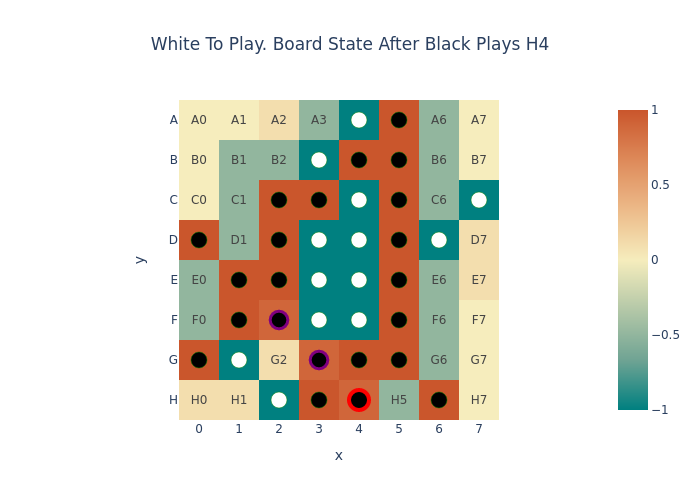 White To Play. Board State After Black Plays H4
A A0 A1 A2 A3 A6 A7
B B0 B1 B2 B6 B7
C C0 C1 C6
D D1 D7
E E0 E6 E7
F F0 F6 F7
G G2 G6 G7
H H0 H1 H5 H7
0 1 2 3 4 5 6 7
x
y
1
0.5
0
−0.5
−1